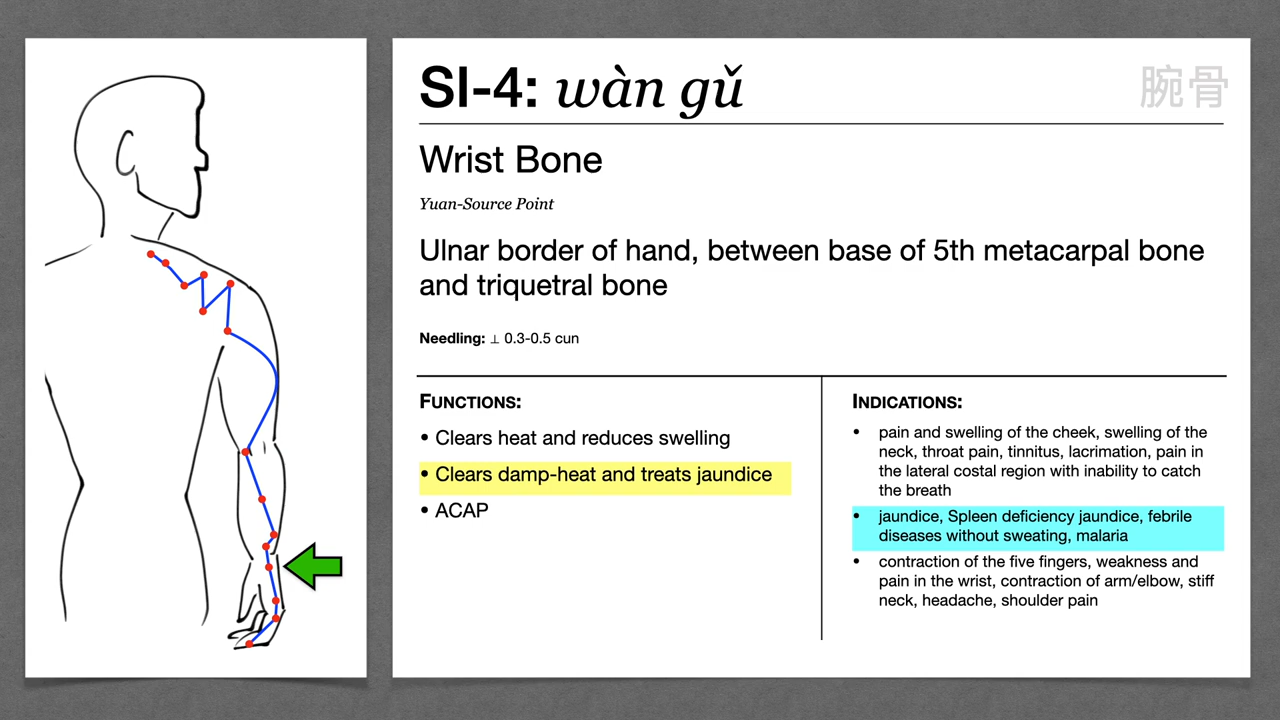 SI-4: wàn gǔ
腕骨
Wrist Bone
Yuan-Source Point
Ulnar border of hand, between base of 5th metacarpal bone
and triquetral bone
Needling: ⊥ 0.3-0.5 cun
FUNCTIONS:
• Clears heat and reduces swelling
• Clears damp-heat and treats jaundice
• ACAP
INDICATIONS:
• pain and swelling of the cheek, swelling of the
neck, throat pain, tinnitus, lacrimation, pain in
the lateral costal region with inability to catch
the breath
• jaundice, Spleen deficiency jaundice, febrile
diseases without sweating, malaria
• contraction of the five fingers, weakness and
pain in the wrist, contraction of arm/elbow, stiff
neck, headache, shoulder pain